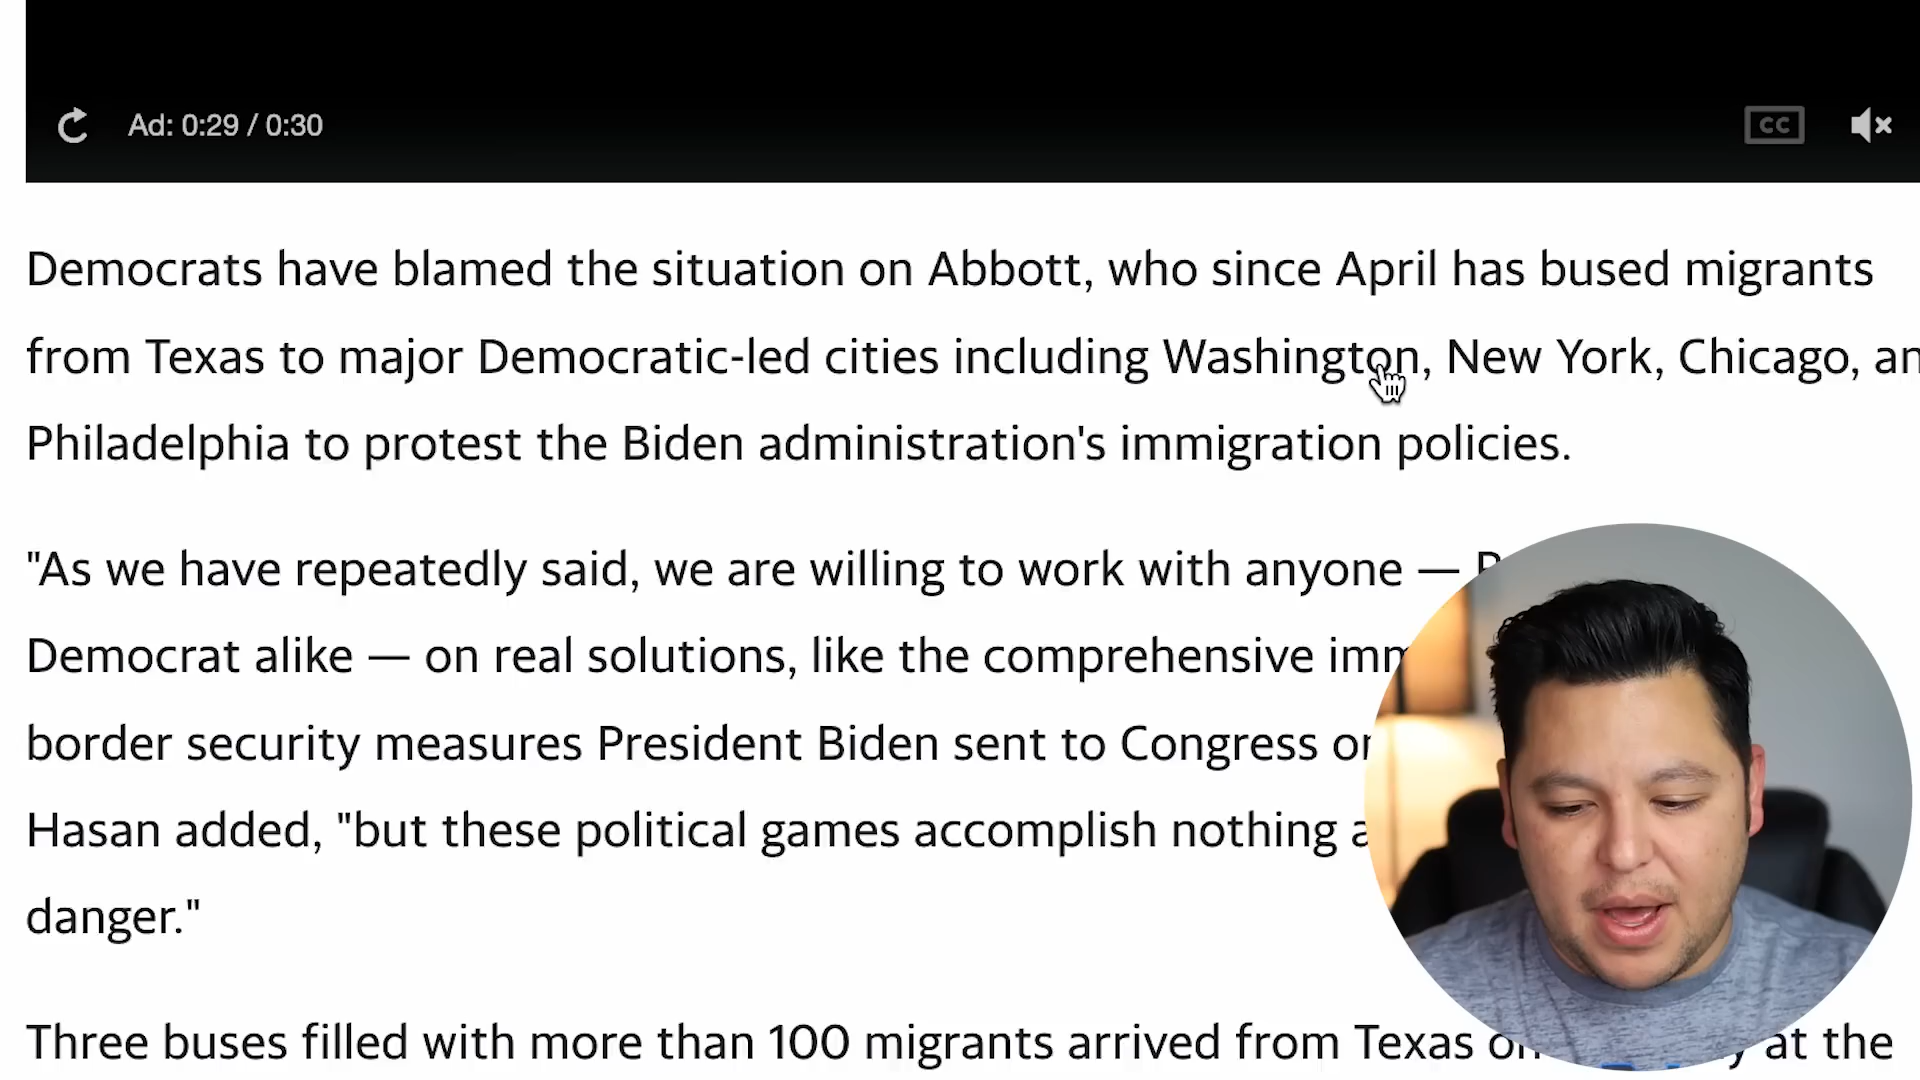 Ad: 0:29 / 0:30
CC
Democrats have blamed the situation on Abbott, who since April has bused migrants
from Texas to major Democratic-led cities including Washington, New York, Chicago,
Philadelphia to protest the Biden administration's immigration policies.
"As we have repeatedly said, we are willing to work with anyone —
Democrat alike — on real solutions, like the comprehensive
border security measures President Biden sent to Congress
Hasan added, "but these political games accomplish nothing
danger."
Three buses filled with more than 100 migrants arrived from Texas at the